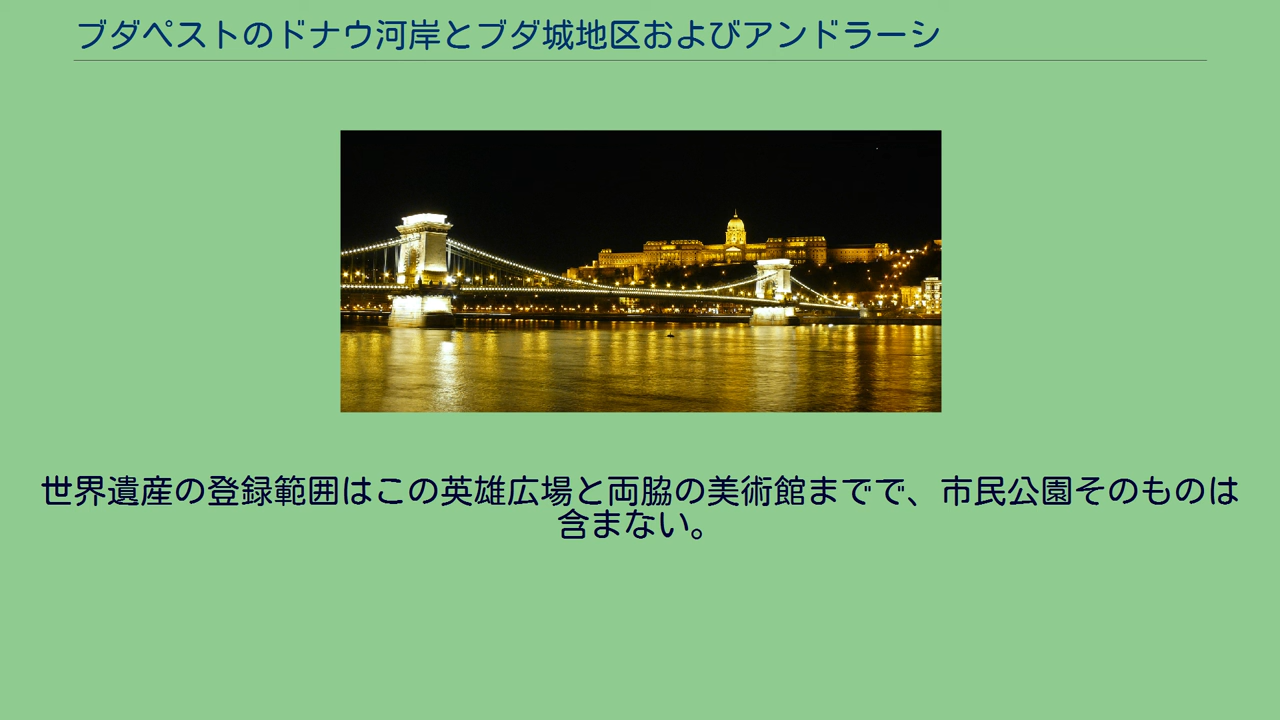 ブダペストのドナウ河岸とブダ城地区およびアンドラーシ
世界遺産の登録範囲はこの英雄広場と両脇の美術館までで、市民公園そのものは
含まない。